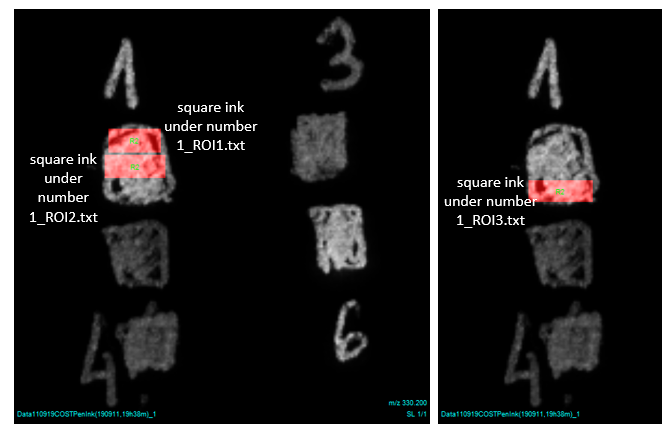 1
3
square ink
under number
1_ROI1.txt
square ink
under
number
1_ROI2.txt
4
6
m/z 330.200
SL 1/1
Data110919COSTPenInk(190911,19h38m)_1
1
square ink
under number
1_ROI3.txt
4
Data110919COSTPenInk(190911,19h38m)_1